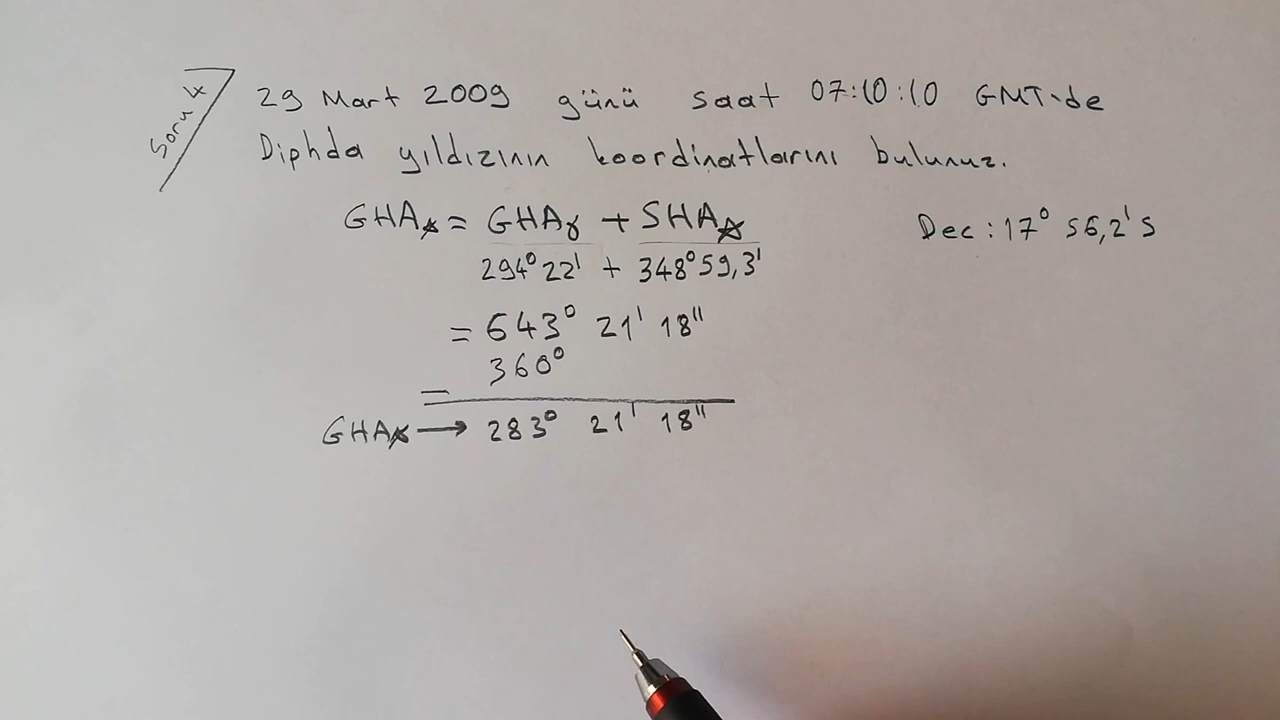 Soru 4
29 Mart 2009 günü saat 07:10:10 GMT'de
Diphda yıldızının koordinatlarını bulunuz.
GHA☆ = GHAɣ + SHA☆ Dec : 17° 56,2' S
294° 22' + 348° 59,3'
= 643° 21' 18"
360°
=
GHA☆ → 283° 21' 18"